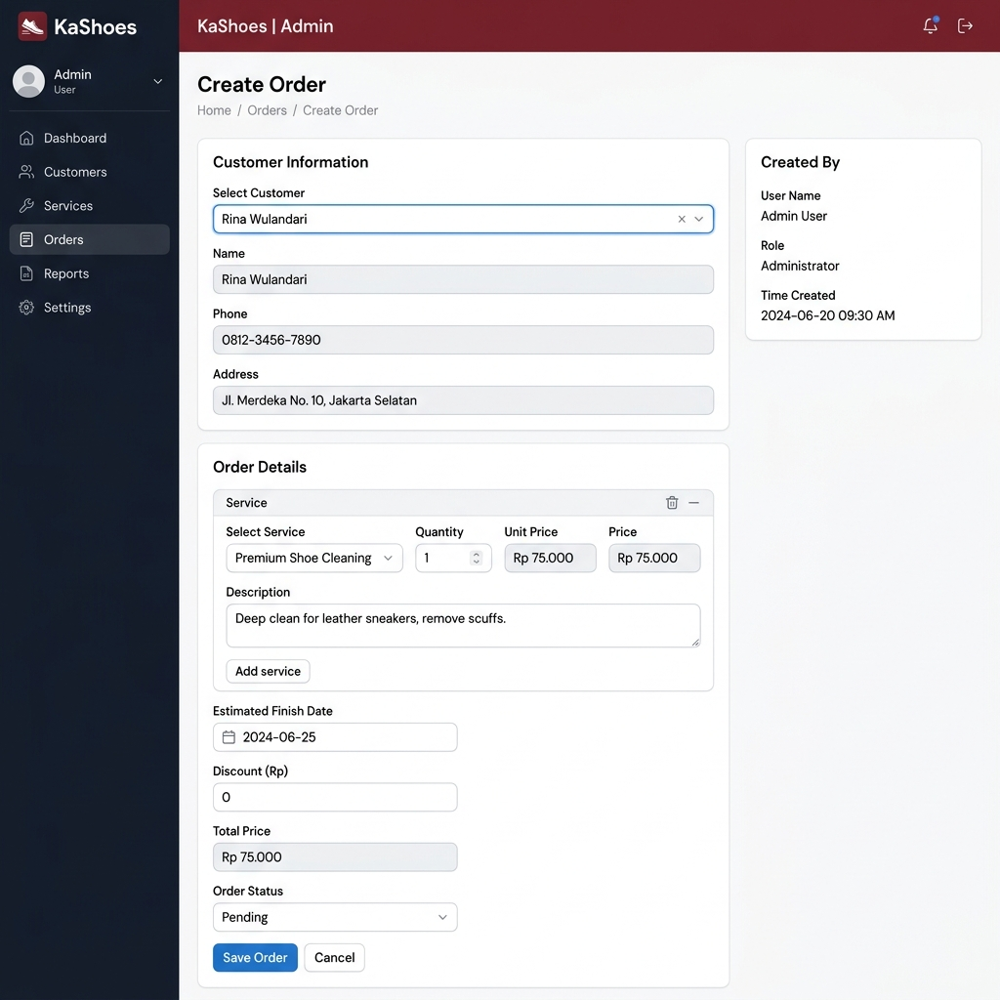 KaShoes
Admin
User
Dashboard
Customers
Services
Orders
Reports
Settings
KaShoes | Admin
Create Order
Home / Orders / Create Order
Customer Information
Select Customer
Rina Wulandari
Name
Rina Wulandari
Phone
0812-3456-7890
Address
Jl. Merdeka No. 10, Jakarta Selatan
Created By
User Name
Admin User
Role
Administrator
Time Created
2024-06-20 09:30 AM
Order Details
Service
Select Service Quantity Unit Price Price
Premium Shoe Cleaning 1 Rp 75.000 Rp 75.000
Description
Deep clean for leather sneakers, remove scuffs.
Add service
Estimated Finish Date
2024-06-25
Discount (Rp)
0
Total Price
Rp 75.000
Order Status
Pending
Save Order Cancel